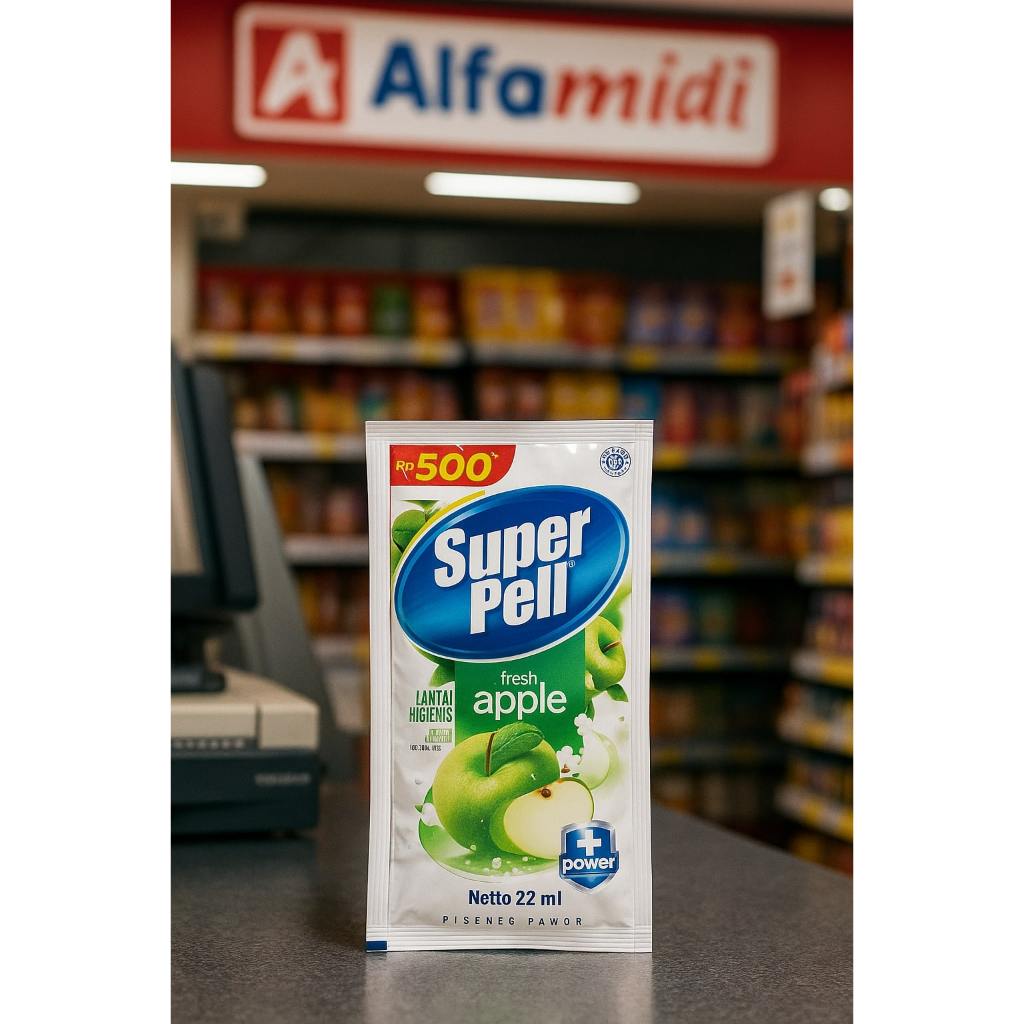 Alfamidi
Rp 500
Super
Pell®
fresh
apple
LANTAI
HIGIENIS
+
power
Netto 22 ml
PISENEG PAWOR